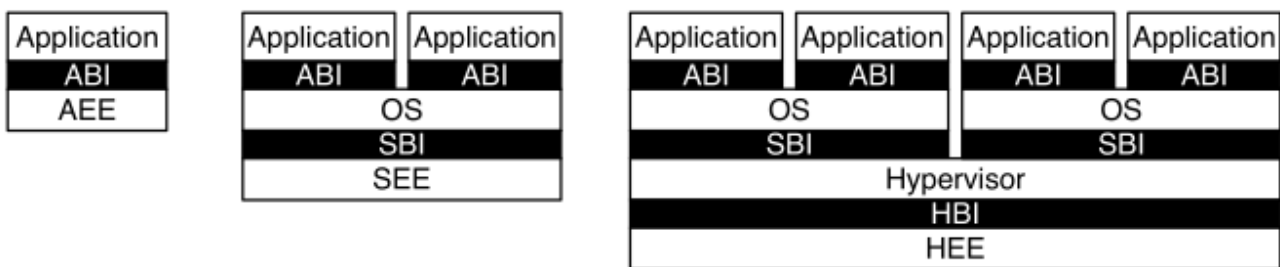 Application
ABI
AEE
Application Application
ABI ABI
OS
SBI
SEE
Application Application Application Application
ABI ABI ABI ABI
OS OS
SBI SBI
Hypervisor
HBI
HEE